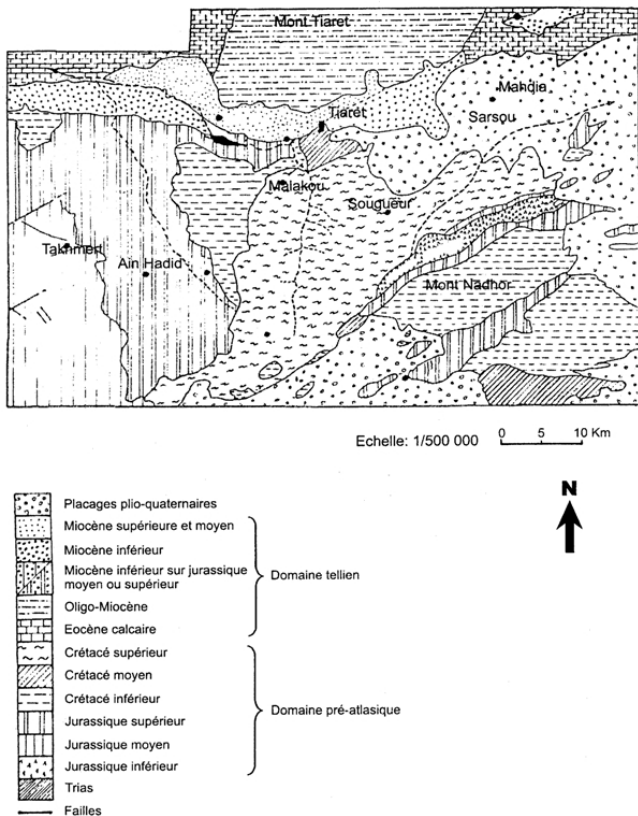 Mont Tiaret
Mahdia
Tiaret
Sarsou
Malakou
Sougueur
Takhmert
Ain Hadid
Mont Nadhor
Echelle: 1/500 000
0 5 10 Km
N
Placages plio-quaternaires
Miocène supérieure et moyen
Miocène inférieur
Miocène inférieur sur jurassique
moyen ou supérieur
Domaine tellien
Oligo-Miocène
Eocène calcaire
Crétacé supérieur
Crétacé moyen
Crétacé inférieur
Domaine pré-atlasique
Jurassique supérieur
Jurassique moyen
Jurassique inférieur
Trias
Failles